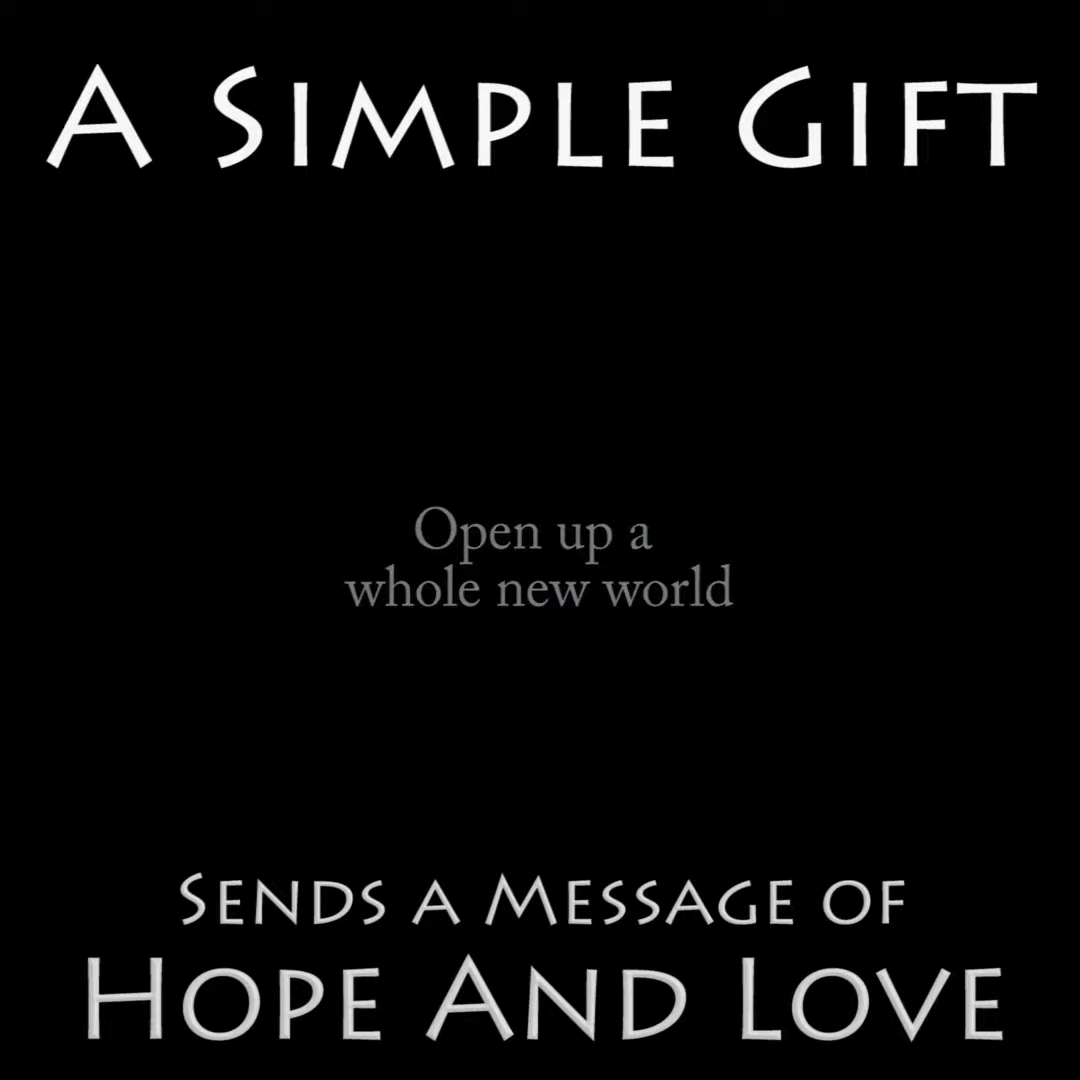 A Simple Gift
Open up a
whole new world
Sends a Message of
Hope And Love